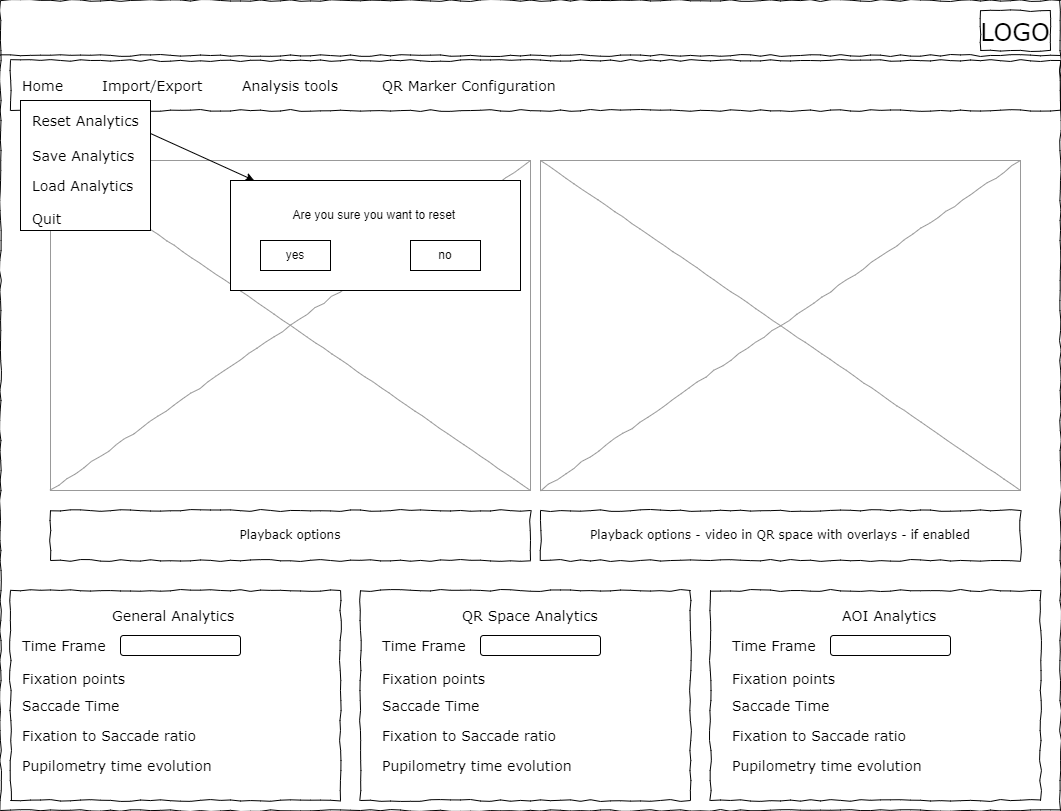 LOGO
Home Import/Export Analysis tools QR Marker Configuration
Reset Analytics
Save Analytics
Load Analytics
Quit
Are you sure you want to reset
yes no
Playback options
Playback options - video in QR space with overlays - if enabled
General Analytics
Time Frame
Fixation points
Saccade Time
Fixation to Saccade ratio
Pupilometry time evolution
QR Space Analytics
Time Frame
Fixation points
Saccade Time
Fixation to Saccade ratio
Pupilometry time evolution
AOI Analytics
Time Frame
Fixation points
Saccade Time
Fixation to Saccade ratio
Pupilometry time evolution